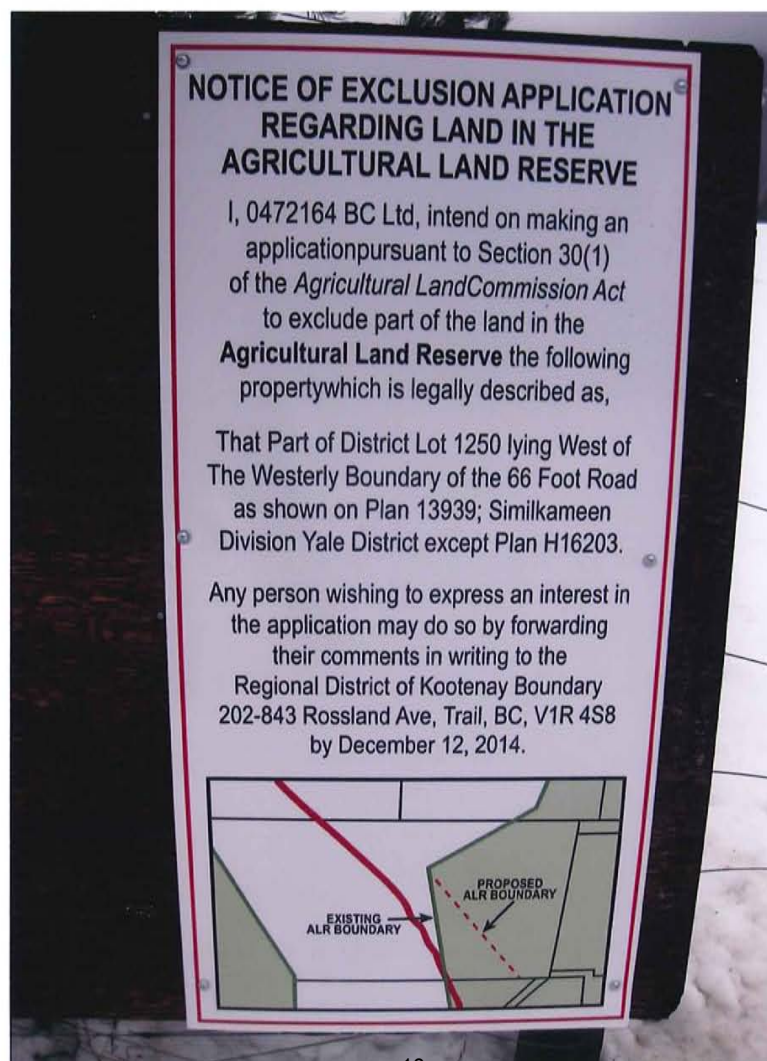 NOTICE OF EXCLUSION APPLICATION
REGARDING LAND IN THE
AGRICULTURAL LAND RESERVE
I, 0472164 BC Ltd, intend on making an
applicationpursuant to Section 30(1)
of the Agricultural LandCommission Act
to exclude part of the land in the
Agricultural Land Reserve the following
propertywhich is legally described as,
That Part of District Lot 1250 lying West of
The Westerly Boundary of the 66 Foot Road
as shown on Plan 13939; Similkameen
Division Yale District except Plan H16203.
Any person wishing to express an interest in
the application may do so by forwarding
their comments in writing to the
Regional District of Kootenay Boundary
202-843 Rossland Ave, Trail, BC, V1R 4S8
by December 12, 2014.
PROPOSED
ALR BOUNDARY
EXISTING
ALR BOUNDARY